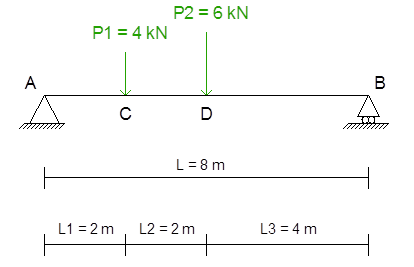 P2 = 6 kN
P1 = 4 kN
A
B
C
D
L = 8 m
L1 = 2 m
L2 = 2 m
L3 = 4 m